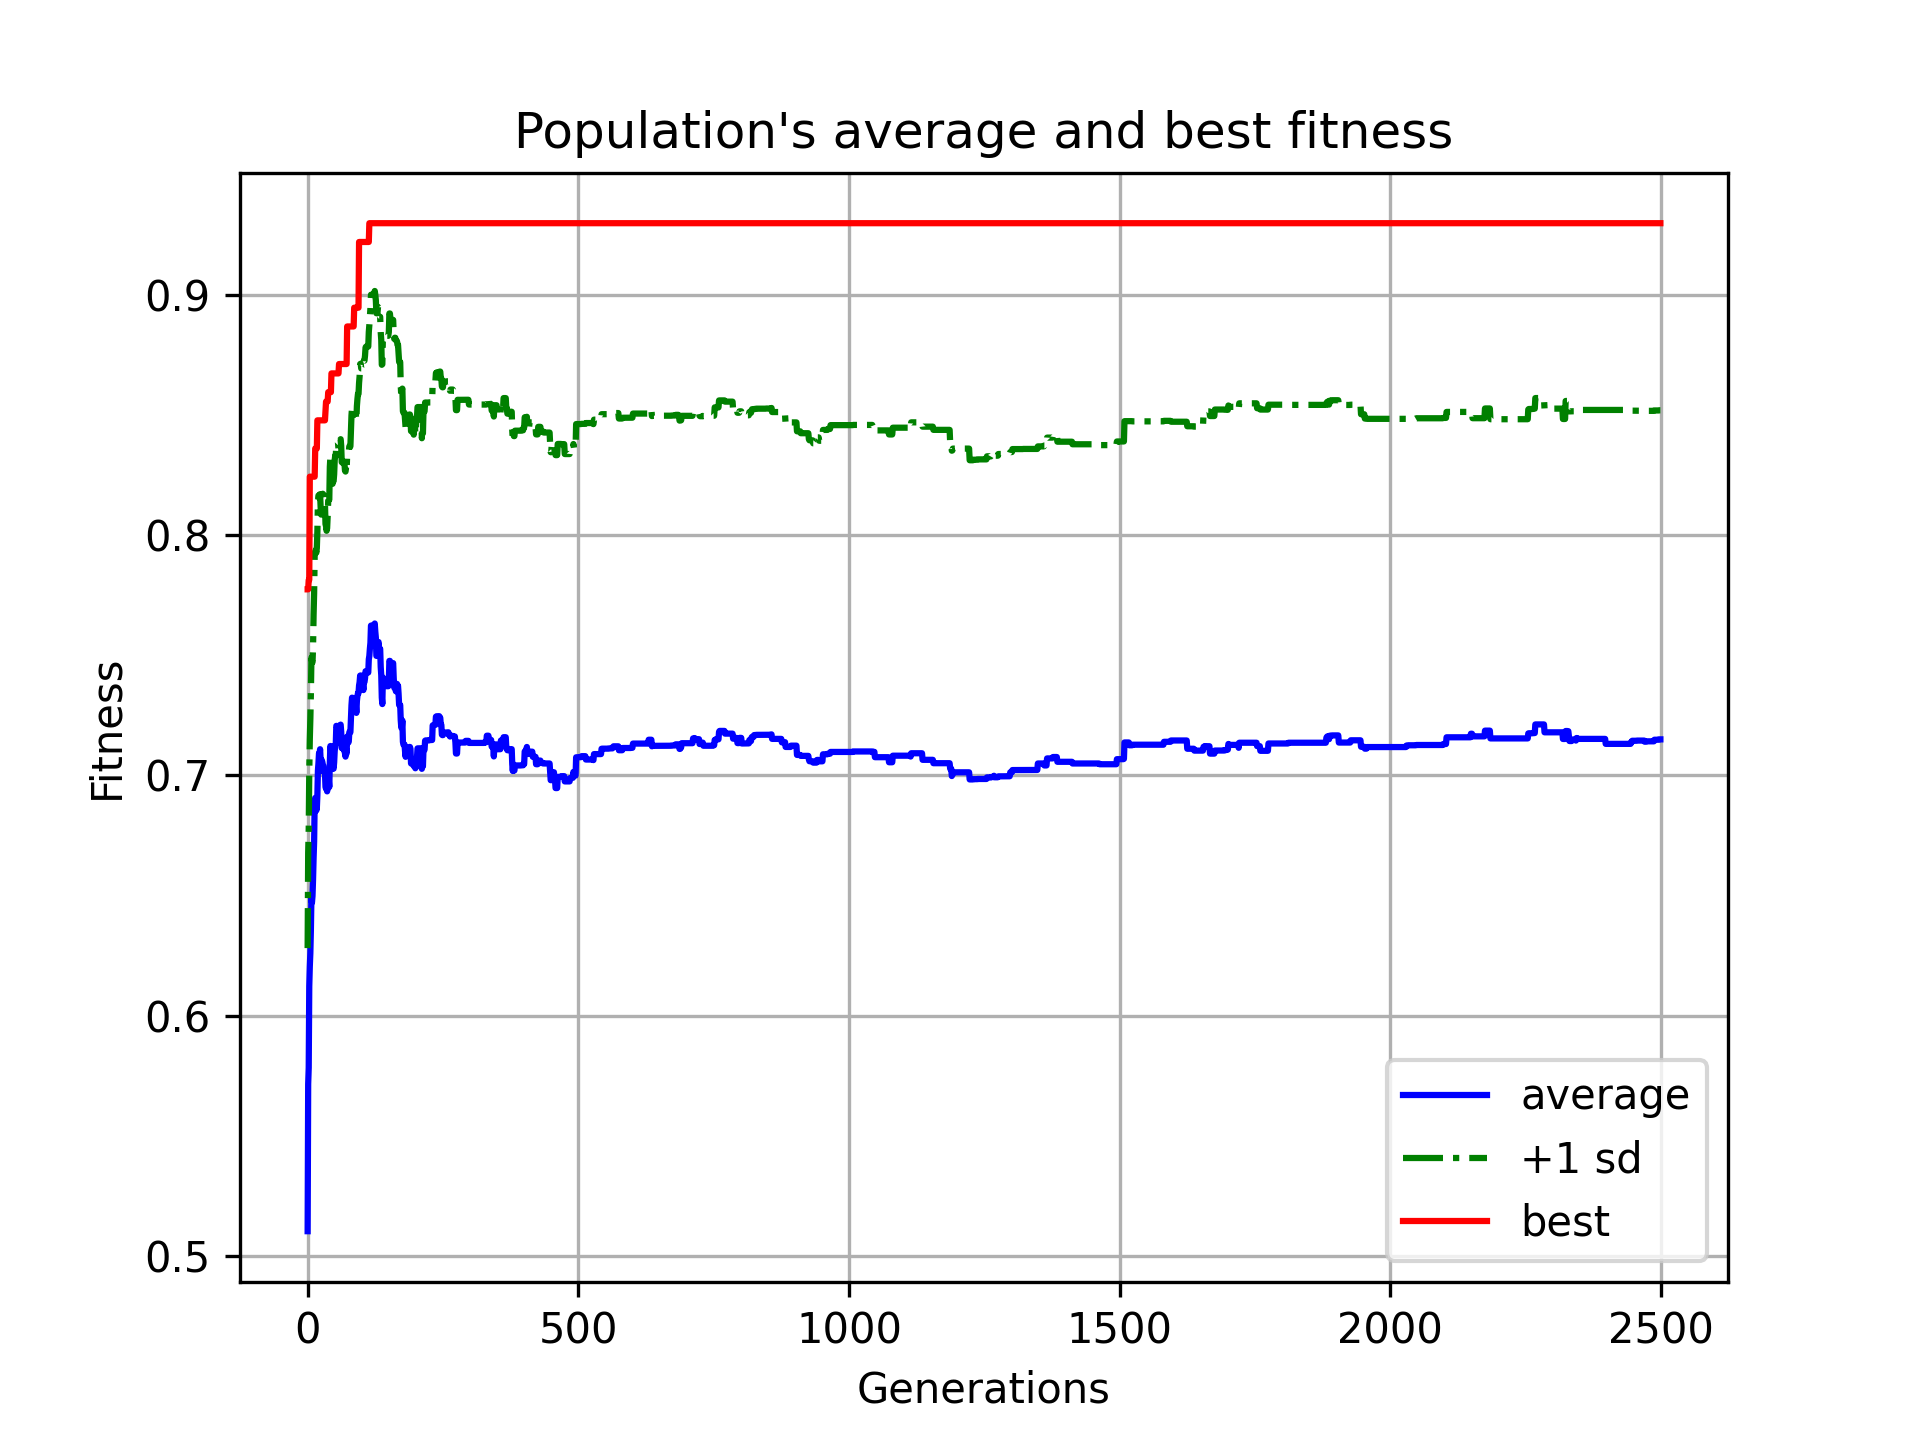 Population's average and best fitness
Fitness
0.9
0.8
0.7
0.6
0.5
0
500
1000
1500
2000
2500
Generations
average
+1 sd
best